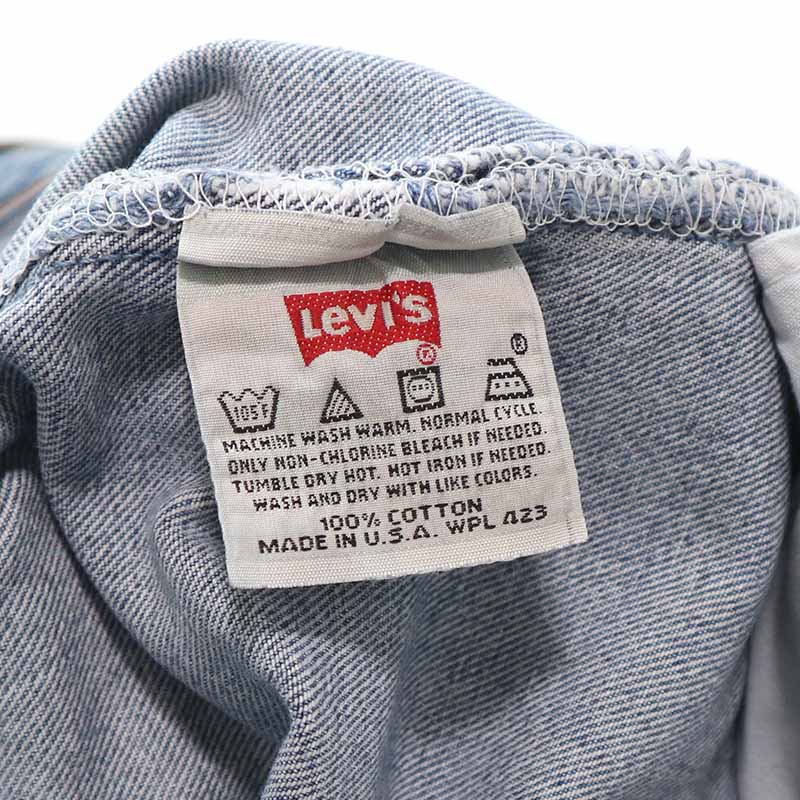 Levi's
®
105F
MACHINE WASH WARM. NORMAL CYCLE.
ONLY NON-CHLORINE BLEACH IF NEEDED.
TUMBLE DRY HOT. HOT IRON IF NEEDED.
WASH AND DRY WITH LIKE COLORS.
100% COTTON
MADE IN U.S.A. WPL 423